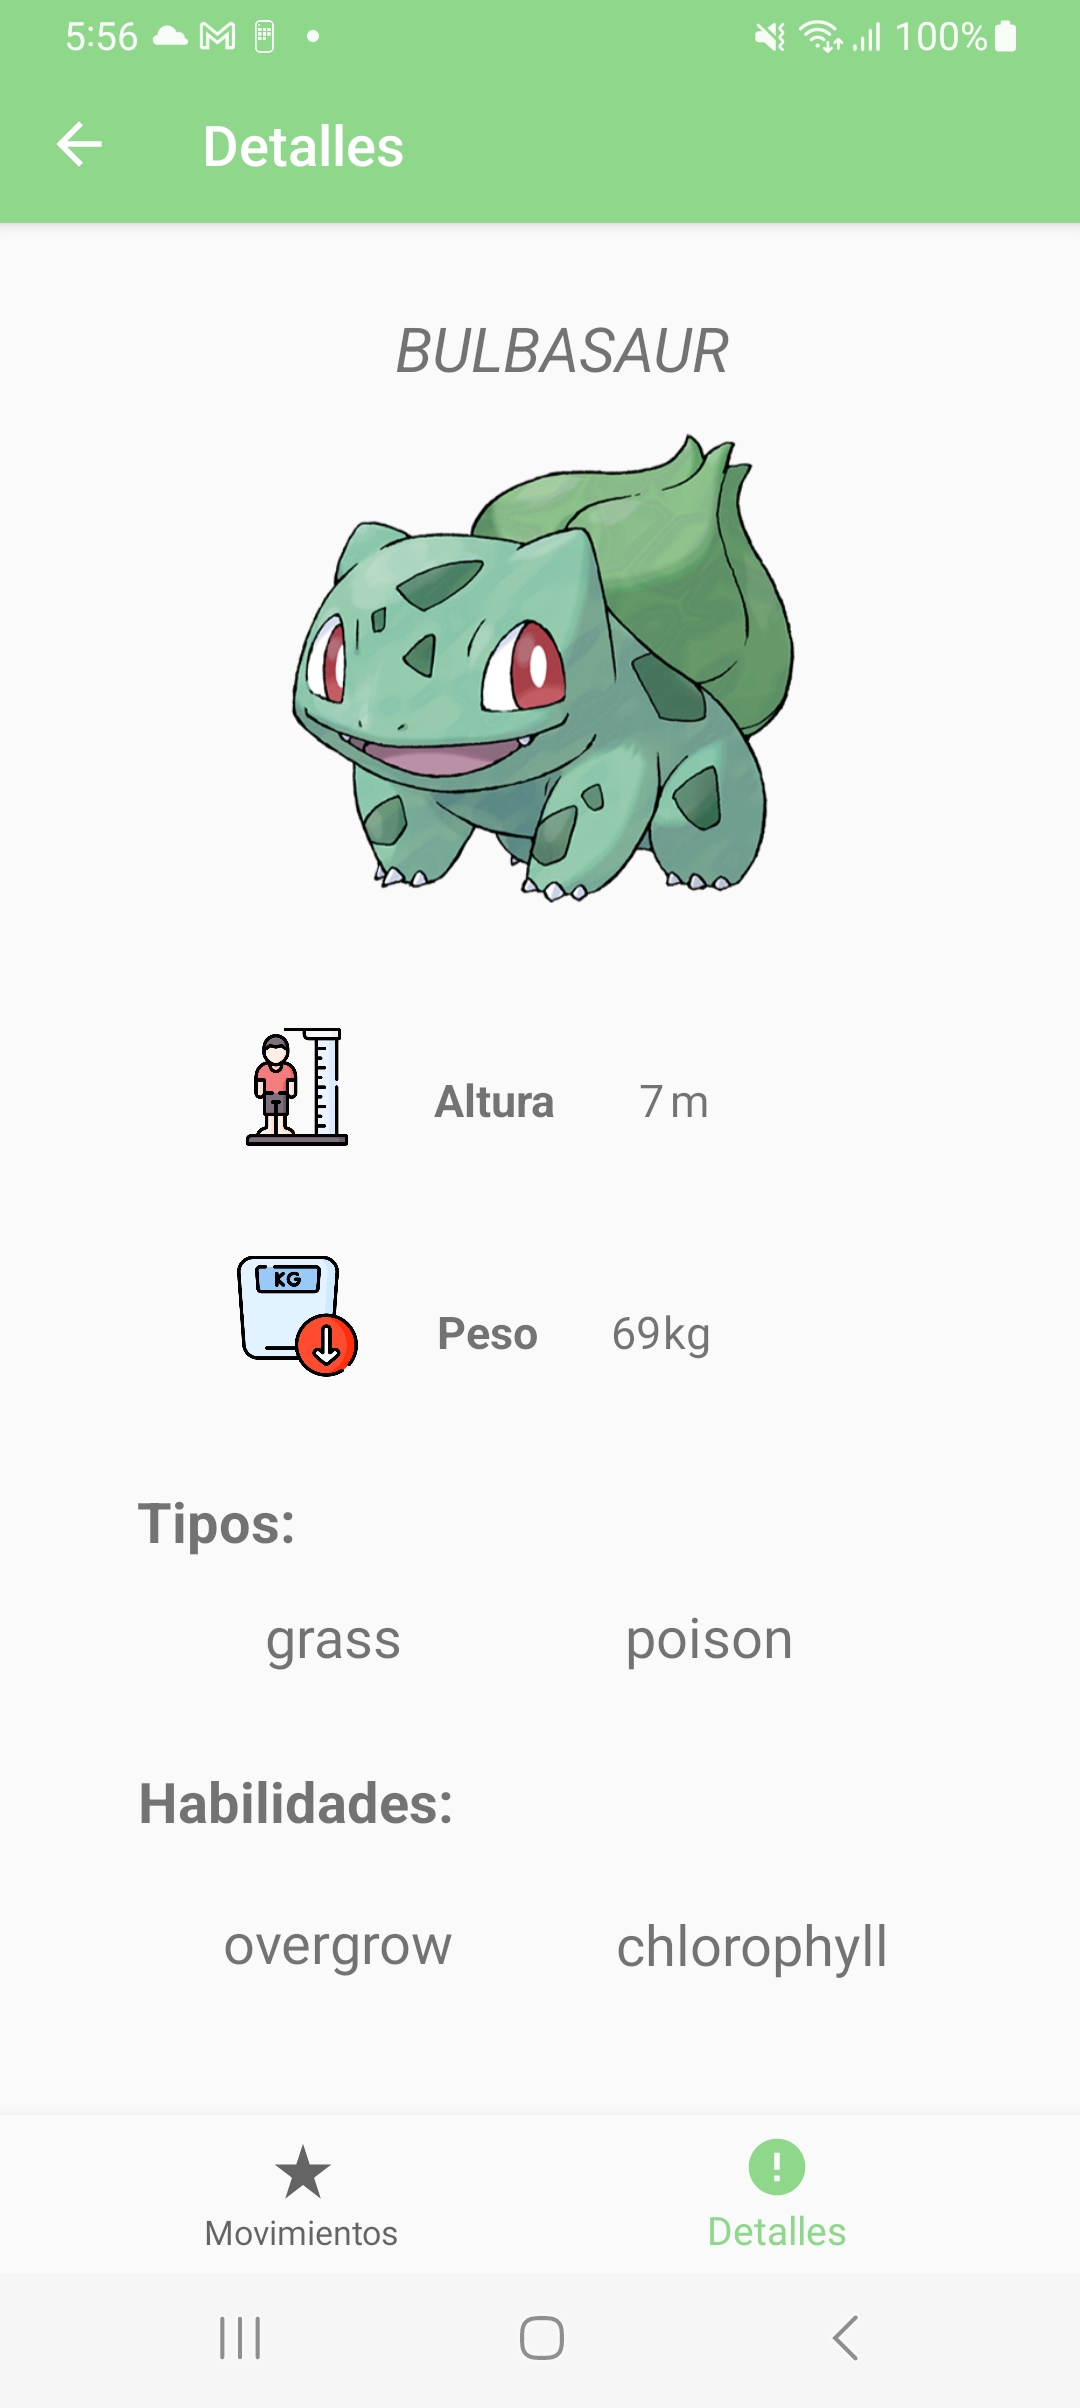 5:56 100%
Detalles
BULBASAUR
Altura 7 m
KG
Peso 69kg
Tipos:
grass poison
Habilidades:
overgrow chlorophyll
Movimientos Detalles